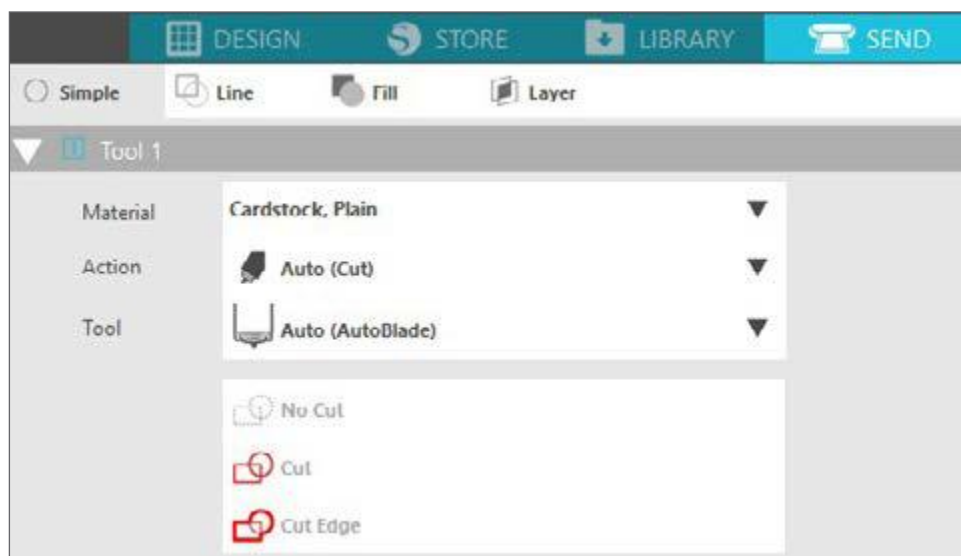 DESIGN STORE LIBRARY SEND
Simple Line Fill Layer
Tool 1
Material Cardstock, Plain
Action Auto (Cut)
Tool Auto (AutoBlade)
No Cut
Cut
Cut Edge